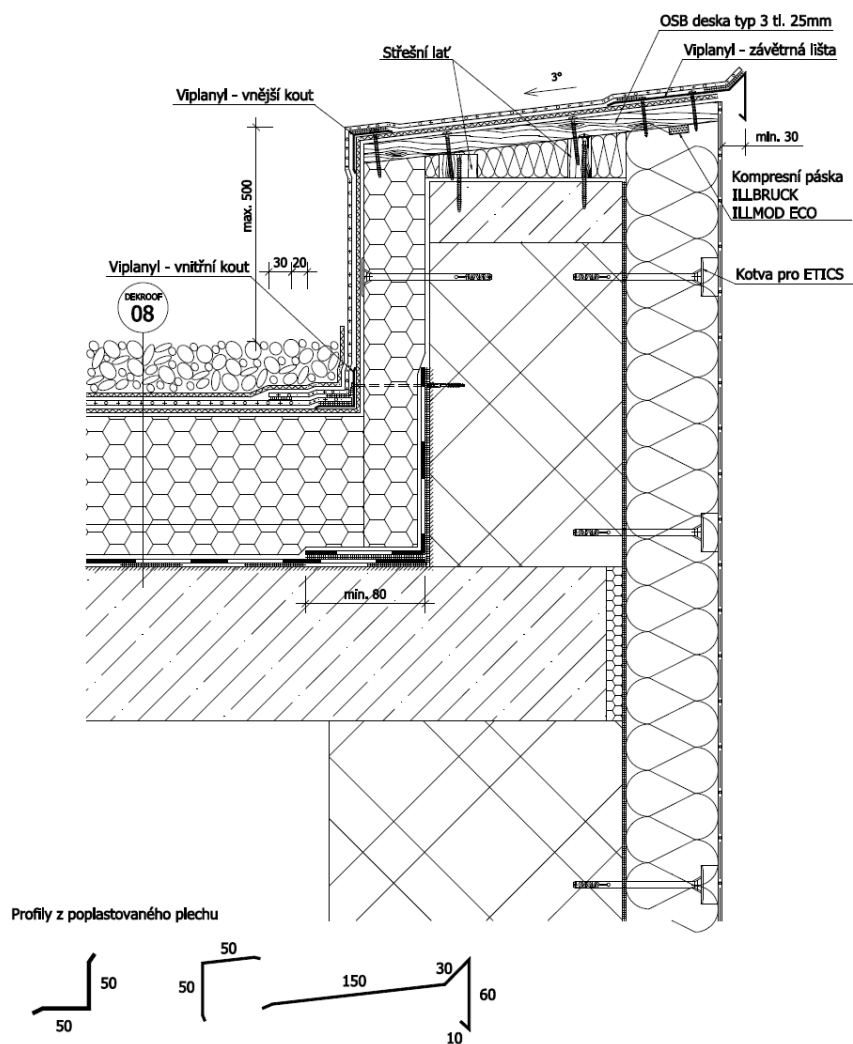 OSB deska typ 3 tl. 25mm
Střešní lať
Viplanyl - závětrná lišta
3°
Viplanyl - vnější kout
min. 30
Kompresní páska
ILLBRUCK
ILLMOD ECO
max. 500
30 20
Viplanyl - vnitřní kout
Kotva pro ETICS
DEKROOF
08
min. 80
Profily z poplastovaného plechu
50
50
50
50
150
30
60
10